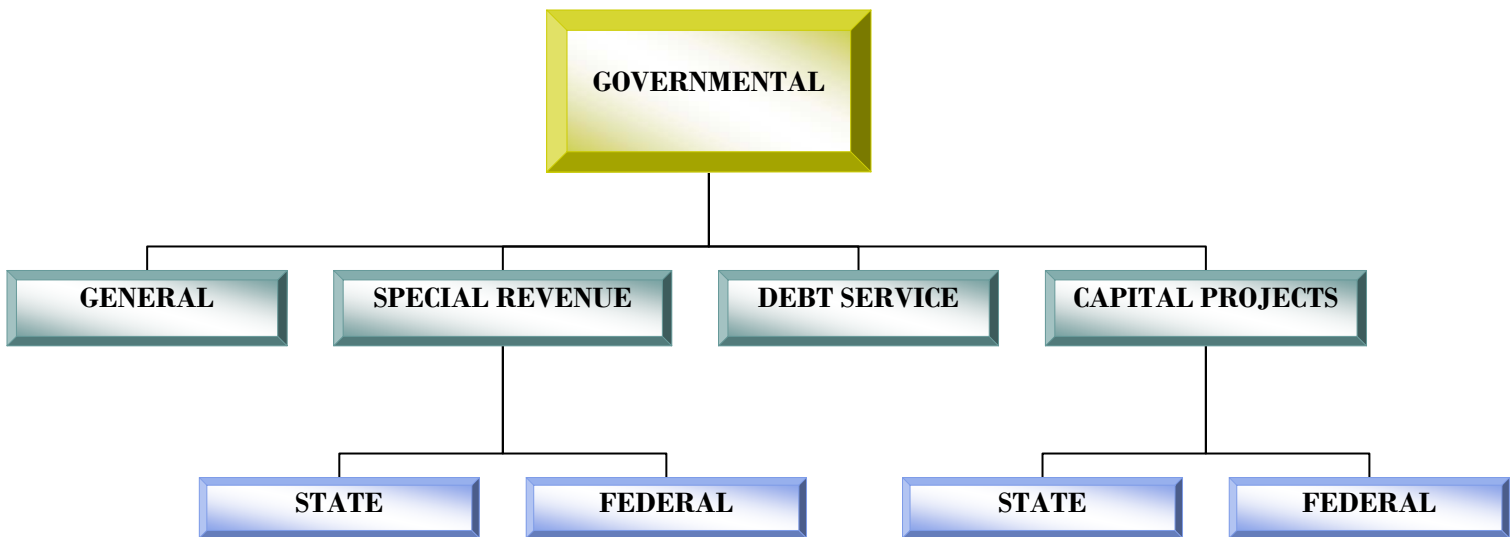 GOVERNMENTAL
GENERAL
SPECIAL REVENUE
DEBT SERVICE
CAPITAL PROJECTS
STATE
FEDERAL
STATE
FEDERAL